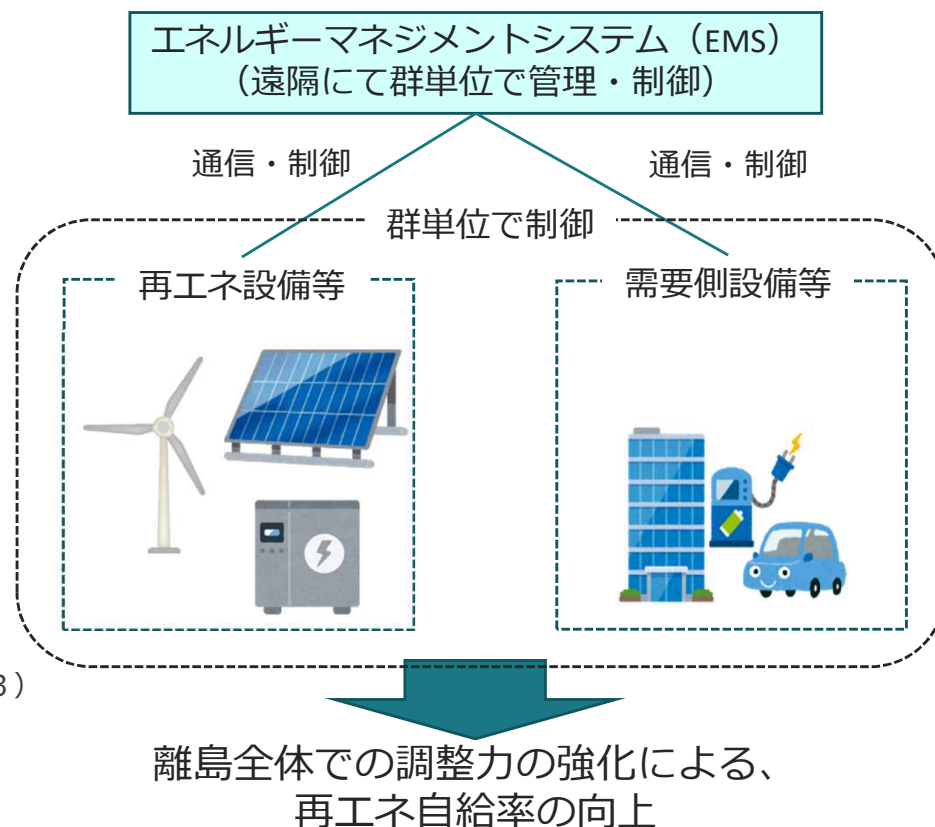 エネルギーマネジメントシステム（EMS）
（遠隔にて群単位で管理・制御）
通信・制御
通信・制御
群単位で制御
再エネ設備等
需要側設備等
3）
離島全体での調整力の強化による、
再エネ自給率の向上